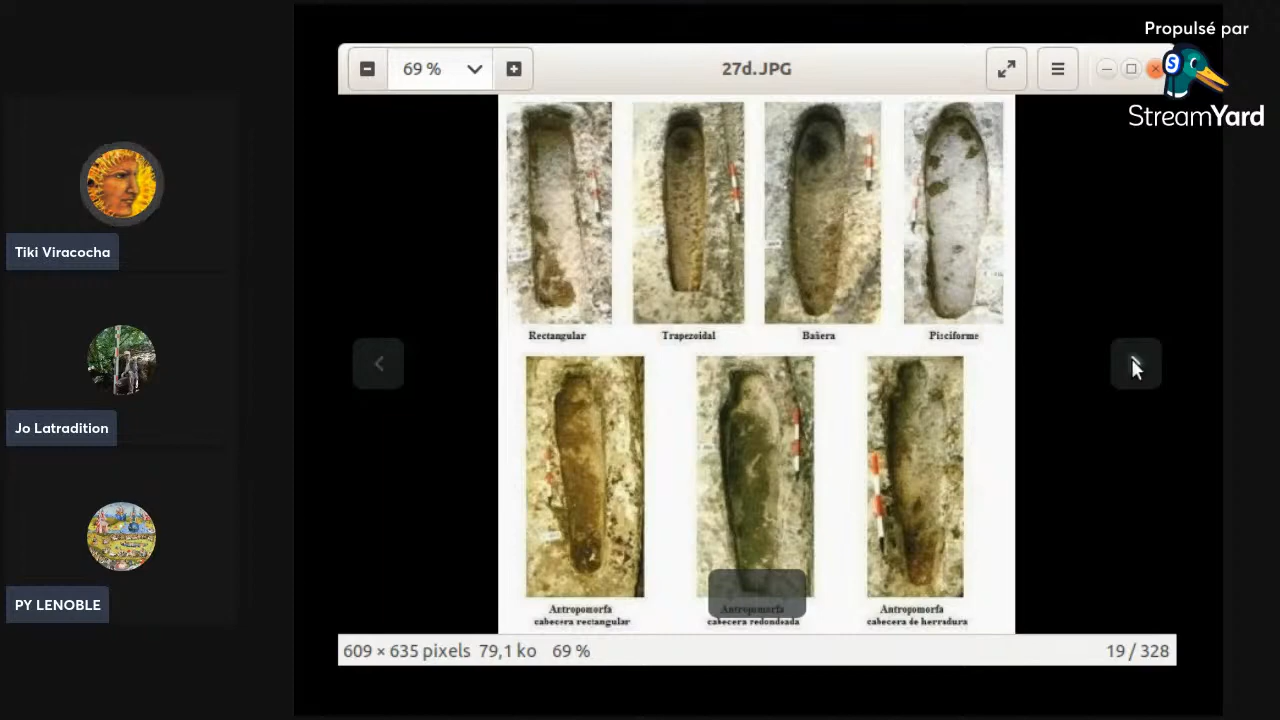 Propulsé par
StreamYard
69 %
27d.JPG
Tiki Viracocha
Jo Latradition
PY LENOBLE
Rectangular
Trapezoidal
Bañera
Pisciforme
Antropomorfa
cabecera rectangular
Antropomorfa
cabecera redondeada
Antropomorfa
cabecera de herradura
609 × 635 pixels 79,1 ko 69 %
19 / 328